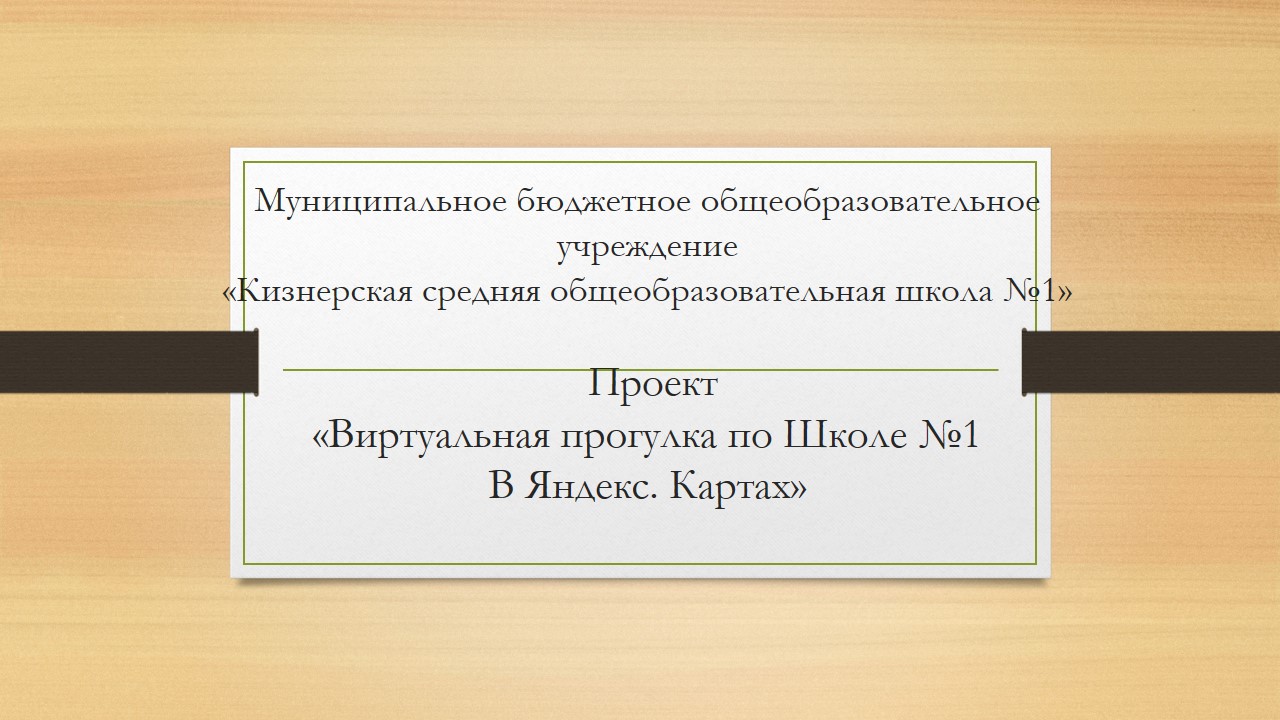 Муниципальное бюджетное общеобразовательное
учреждение
«Кизнерская средняя общеобразовательная школа №1»
Проект
«Виртуальная прогулка по Школе №1
В Яндекс. Картах»